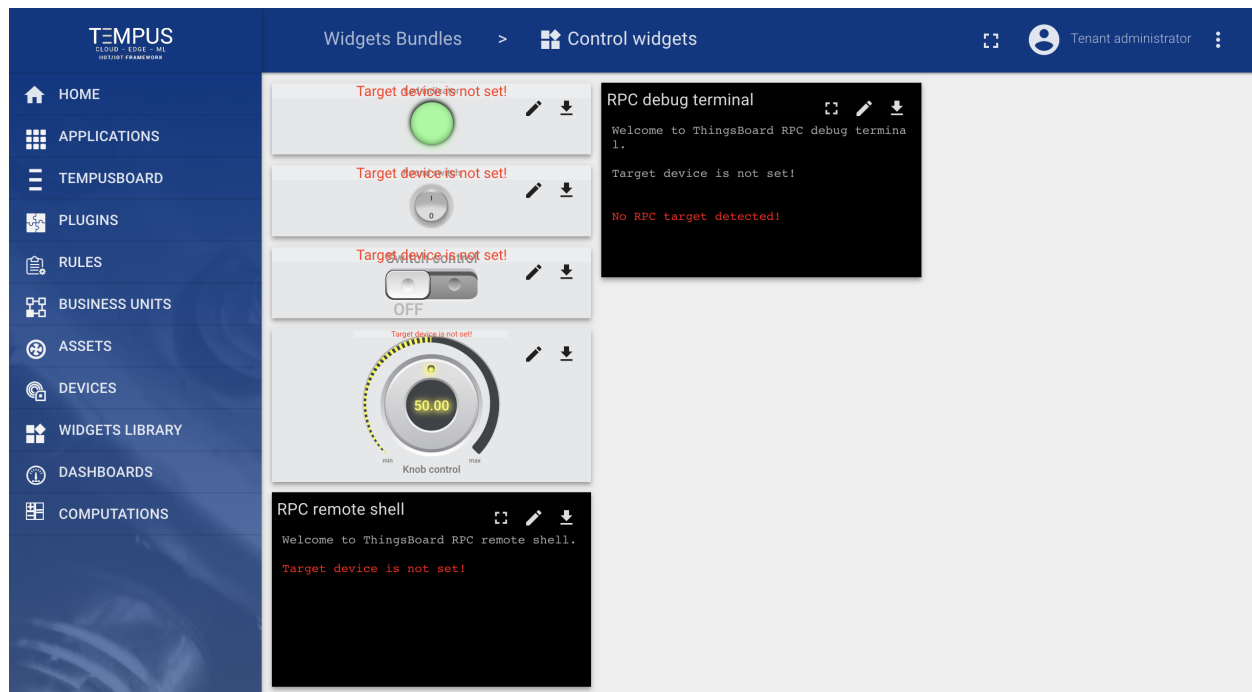 TEMPUS
CLOUD – EDGE – ML
IIOT/IOT FRAMEWORK
Widgets Bundles > Control widgets
Tenant administrator
HOME
APPLICATIONS
TEMPUSBOARD
PLUGINS
RULES
BUSINESS UNITS
ASSETS
DEVICES
WIDGETS LIBRARY
DASHBOARDS
COMPUTATIONS
Target device is not set!
Target device is not set!
0
Target device is not set!
Switch control
OFF
Target device is not set!
50.00
min
max
Knob control
RPC remote shell
Welcome to ThingsBoard RPC remote shell.
Target device is not set!
RPC debug terminal
Welcome to ThingsBoard RPC debug termina
l.
Target device is not set!
No RPC target detected!